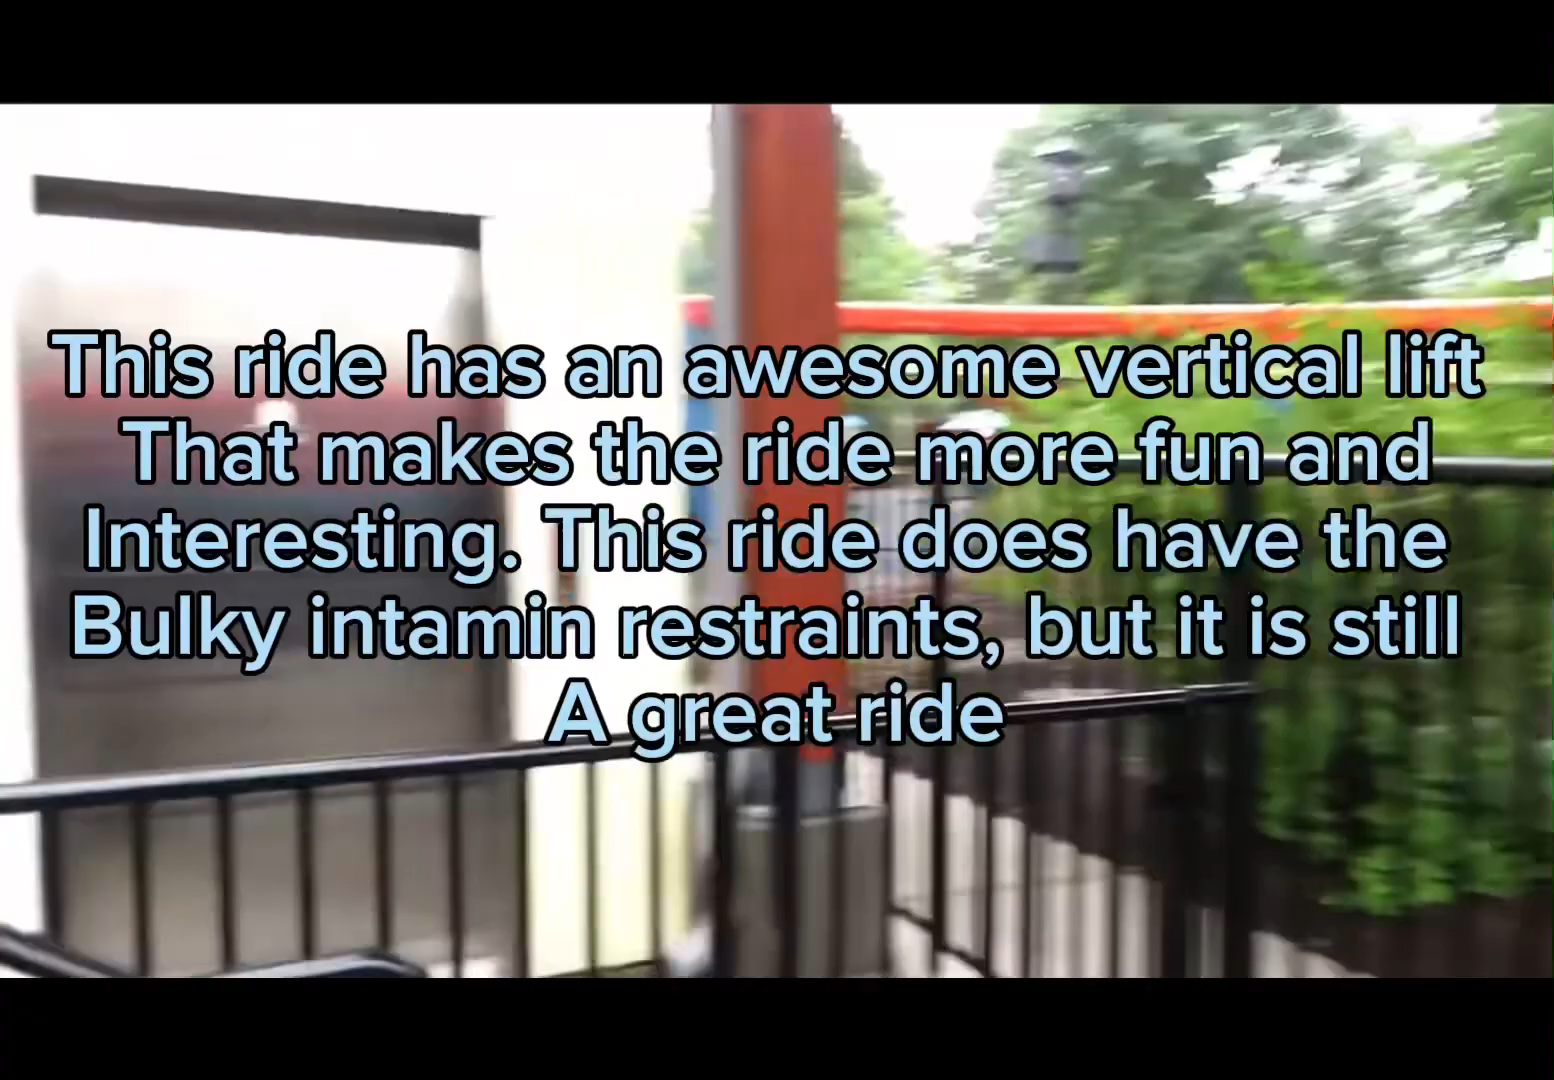 This ride has an awesome vertical lift
That makes the ride more fun and
Interesting. This ride does have the
Bulky intamin restraints, but it is still
A great ride